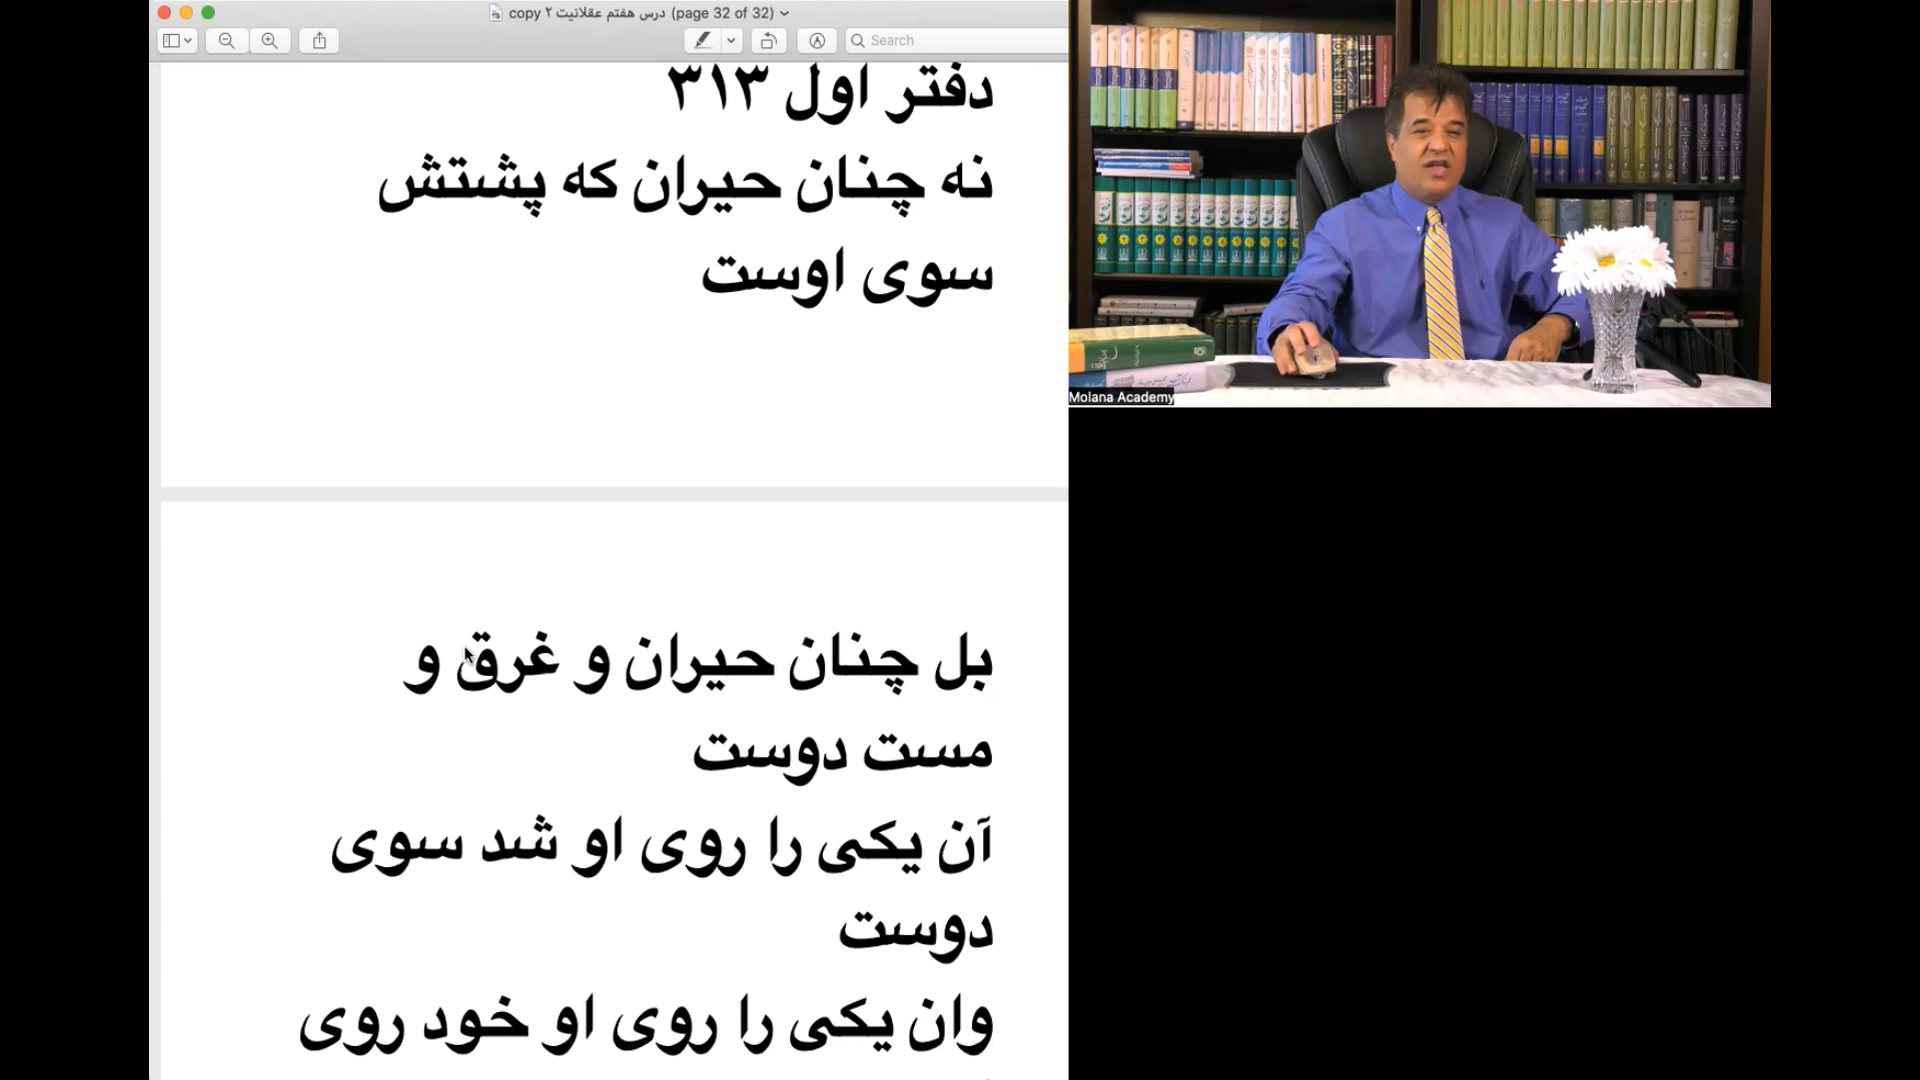 درس هفتم عقلانیت ۲ copy (page 32 of 32)
Search
دفتر اول ۳۱۳
نه چنان حیران که پشتش
سوی اوست
بل چنان حیران و غرق و
مست دوست
آن یکی را روی او شد سوی
دوست
وان یکی را روی او خود روی
Molana Academy